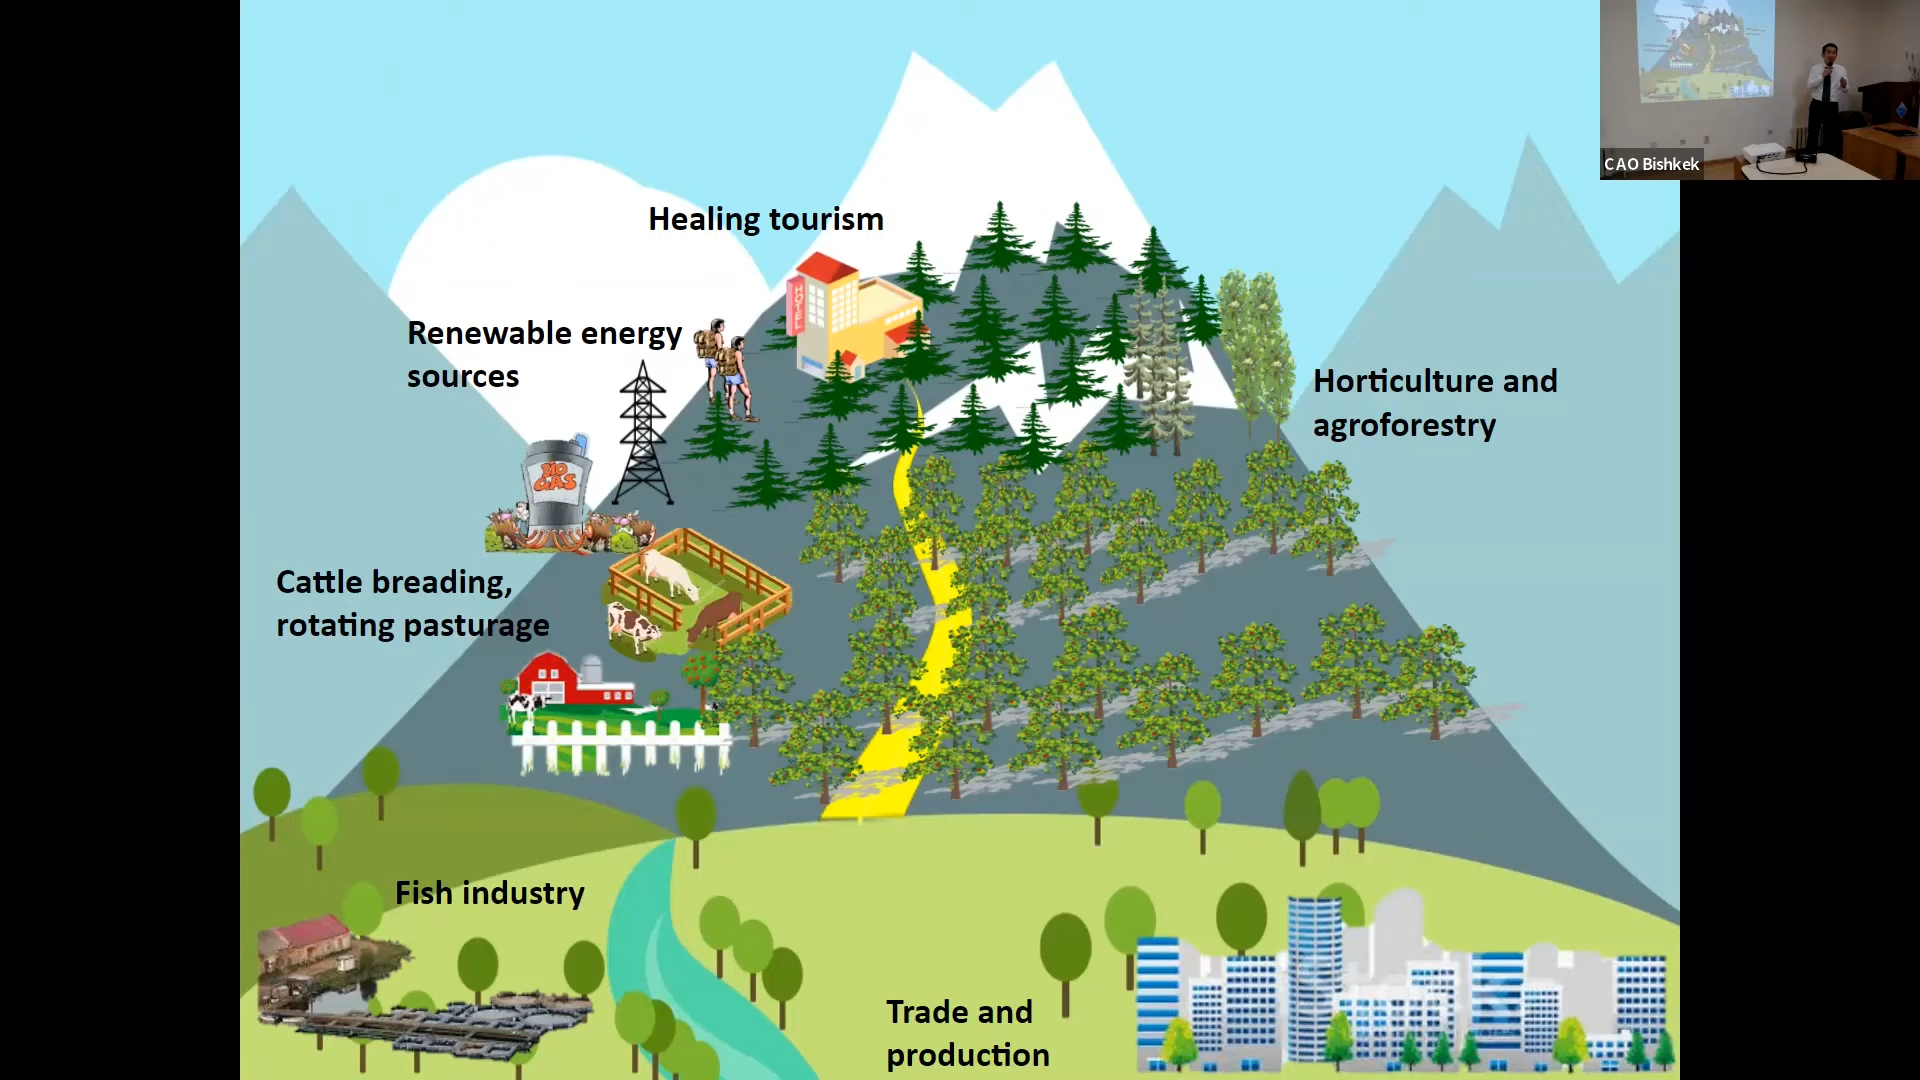 CAO Bishkek
Healing tourism
Renewable energy
sources
HOTEL
Horticulture and
agroforestry
BIO
GAS
Cattle breading,
rotating pasturage
Fish industry
Trade and
production